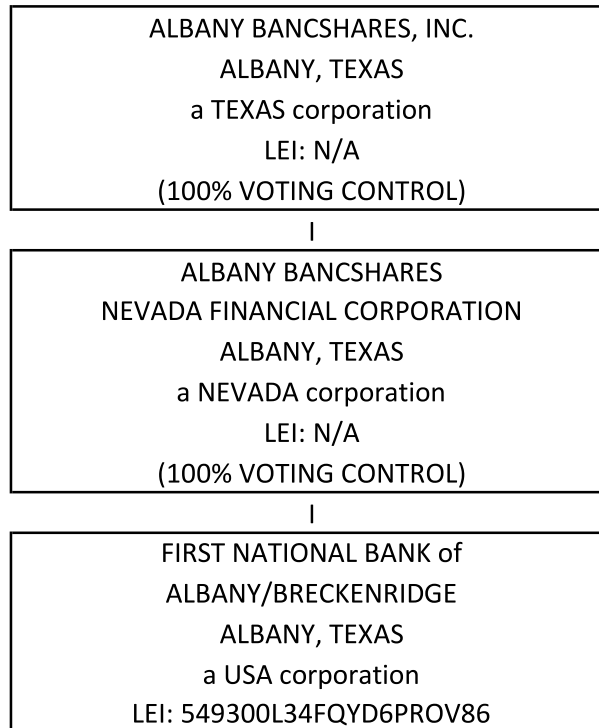 ALBANY BANCSHARES, INC.
ALBANY, TEXAS
a TEXAS corporation
LEI: N/A
(100% VOTING CONTROL)
ALBANY BANCSHARES
NEVADA FINANCIAL CORPORATION
ALBANY, TEXAS
a NEVADA corporation
LEI: N/A
(100% VOTING CONTROL)
FIRST NATIONAL BANK of
ALBANY/BRECKENRIDGE
ALBANY, TEXAS
a USA corporation
LEI: 549300L34FQYD6PROV86